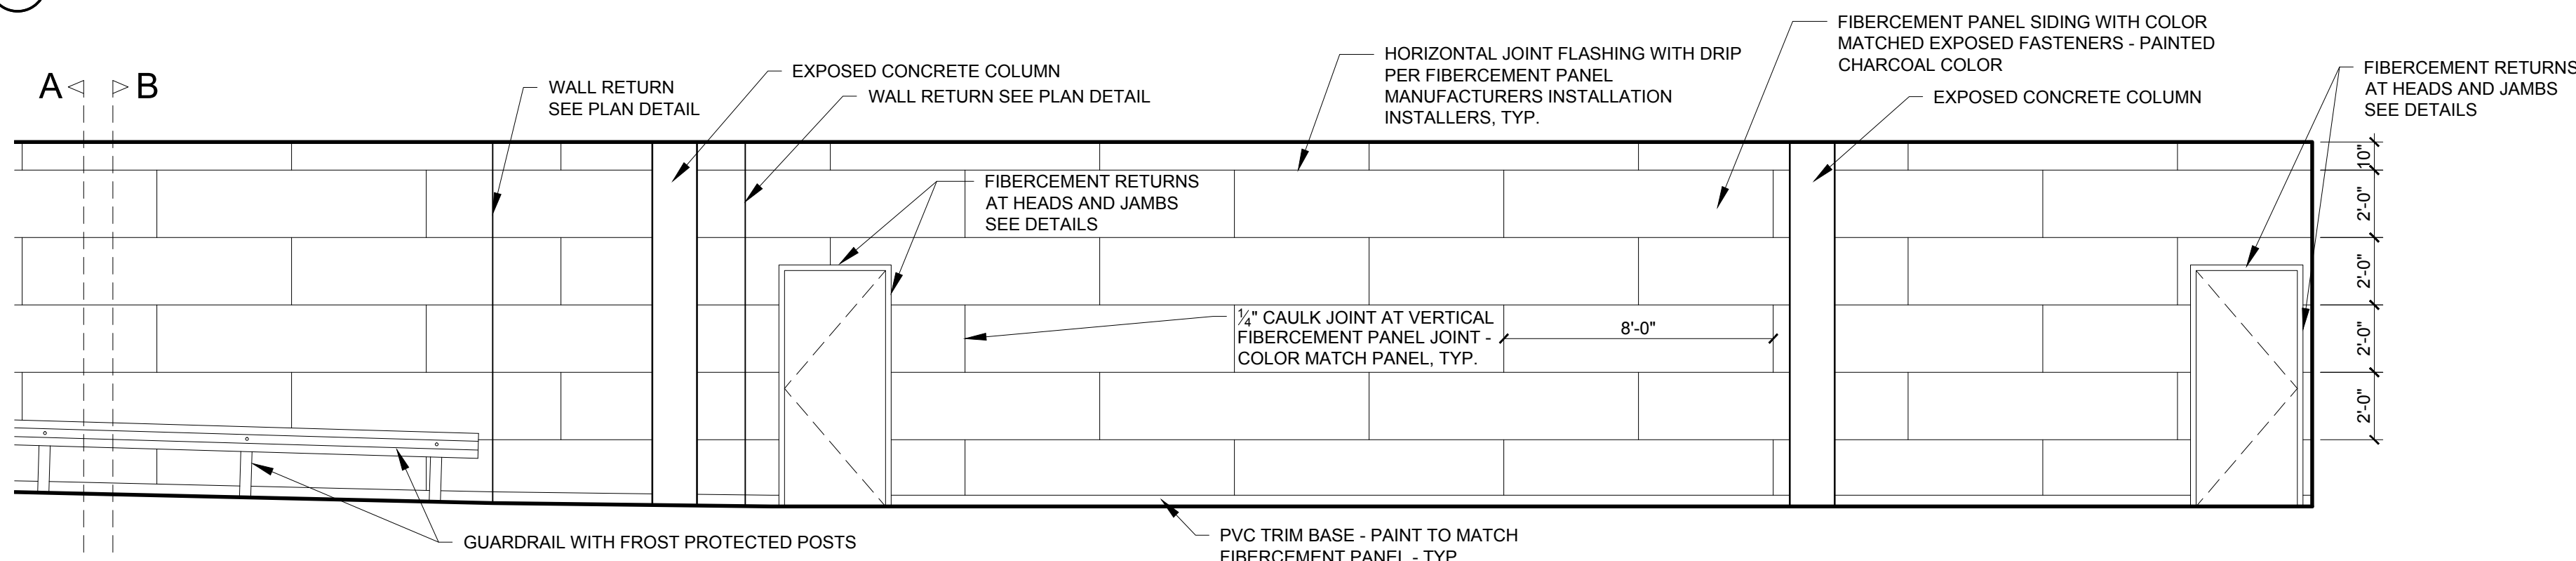 A
B
WALL RETURN
SEE PLAN DETAIL
EXPOSED CONCRETE COLUMN
WALL RETURN SEE PLAN DETAIL
HORIZONTAL JOINT FLASHING WITH DRIP
PER FIBERCEMENT PANEL
MANUFACTURERS INSTALLATION
INSTALLERS, TYP.
FIBERCEMENT PANEL SIDING WITH COLOR
MATCHED EXPOSED FASTENERS - PAINTED
CHARCOAL COLOR
EXPOSED CONCRETE COLUMN
FIBERCEMENT RETURNS
AT HEADS AND JAMBS
SEE DETAILS
FIBERCEMENT RETURNS
AT HEADS AND JAMBS
SEE DETAILS
10"
2'-0"
2'-0"
2'-0"
2'-0"
1/4" CAULK JOINT AT VERTICAL
FIBERCEMENT PANEL JOINT -
COLOR MATCH PANEL, TYP.
8'-0"
GUARDRAIL WITH FROST PROTECTED POSTS
PVC TRIM BASE - PAINT TO MATCH
FIBERCEMENT PANEL - TYP